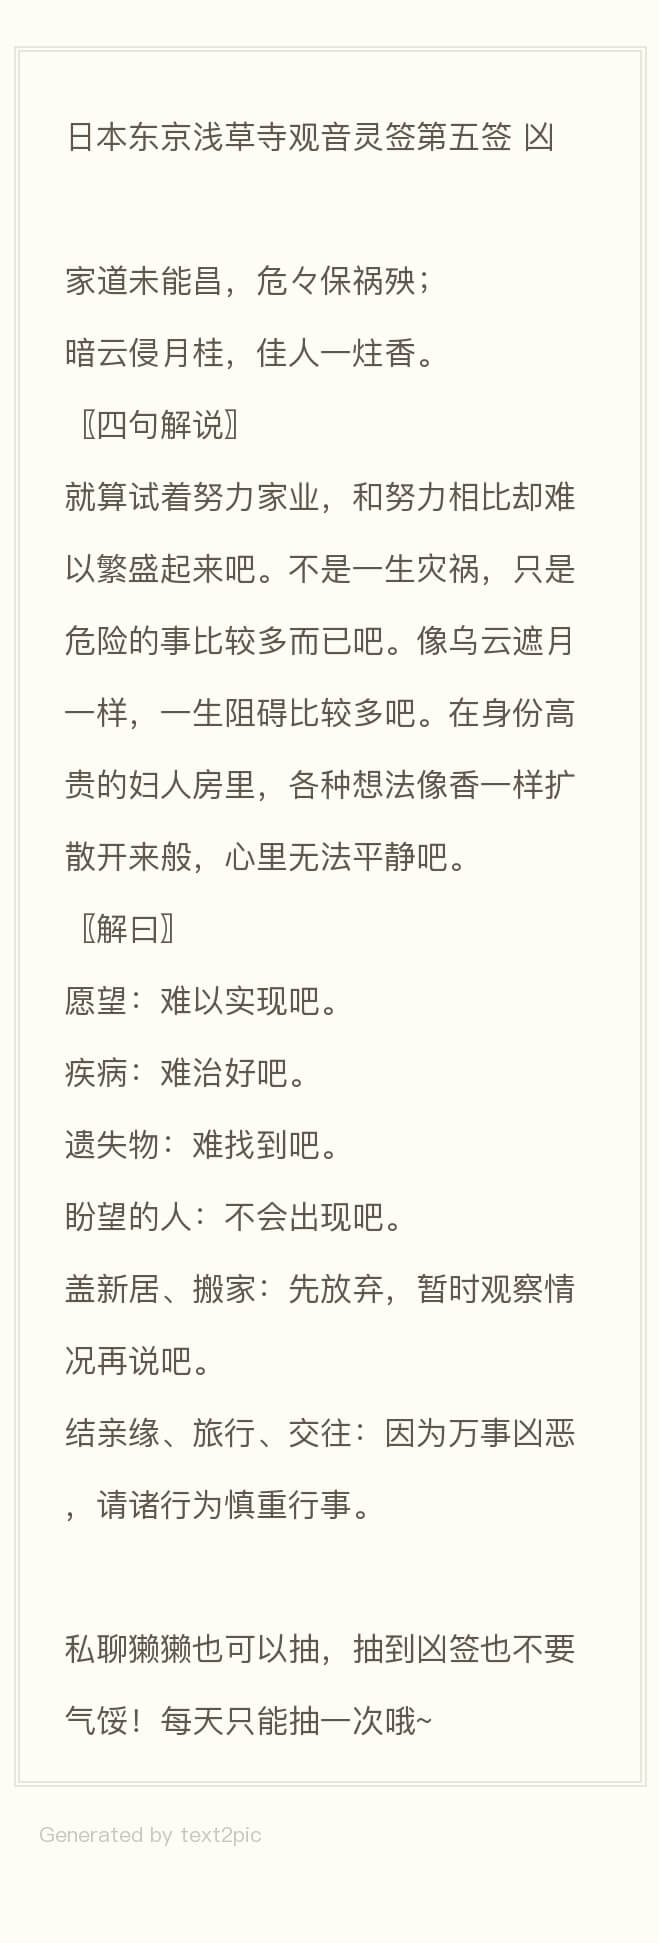 日本东京浅草寺观音灵签第五签 凶
家道未能昌，危々保祸殃；
暗云侵月桂，佳人一炷香。
〖四句解说〗
就算试着努力家业，和努力相比却难
以繁盛起来吧。不是一生灾祸，只是
危险的事比较多而已吧。像乌云遮月
一样，一生阻碍比较多吧。在身份高
贵的妇人房里，各种想法像香一样扩
散开来般，心里无法平静吧。
〖解曰〗
愿望：难以实现吧。
疾病：难治好吧。
遗失物：难找到吧。
盼望的人：不会出现吧。
盖新居、搬家：先放弃，暂时观察情
况再说吧。
结亲缘、旅行、交往：因为万事凶恶
，请诸行为慎重行事。
私聊獭獭也可以抽，抽到凶签也不要
气馁！每天只能抽一次哦~
Generated by text2pic